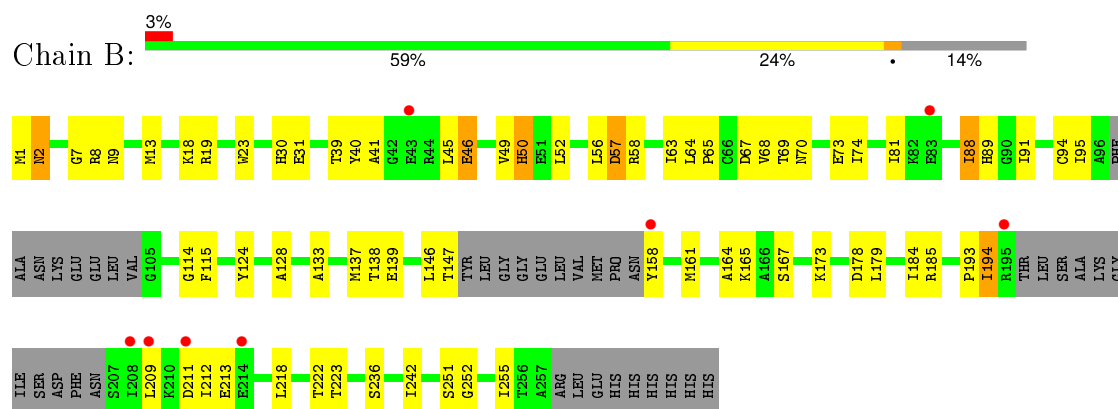 3%
Chain B:
59% 24% • 14%
M1 N2 G7 R8 N9 M13 K18 R19 W23 H30 E31 T39 Y40 A41 G42 E43 R44 L45 E46 V49 H50 E51 L52 L56 D57 R58 I63 L64 P65 C66 D67 V68 T69 N70 E73 I74 I81 K82 E83 I88 H89 G90 I91 C94 I95 A96 PHE
ALA ASN LYS GLU GLU LEU VAL G105 G114 F115 Y124 A128 A133 M137 T138 E139 L146 T147 TYR LEU GLY GLY GLU LEU VAL MET PRO ASN Y158 M161 A164 K165 A166 S167 K173 D178 L179 I184 R185 P193 I194 R195 THR LEU SER ALA LYS GLY
ILE SER ASP PHE ASN S207 I208 L209 K210 D211 I212 E213 E214 L218 T222 T223 S236 I242 S251 G252 I255 T256 A257 ARG LEU GLU HIS HIS HIS HIS HIS HIS